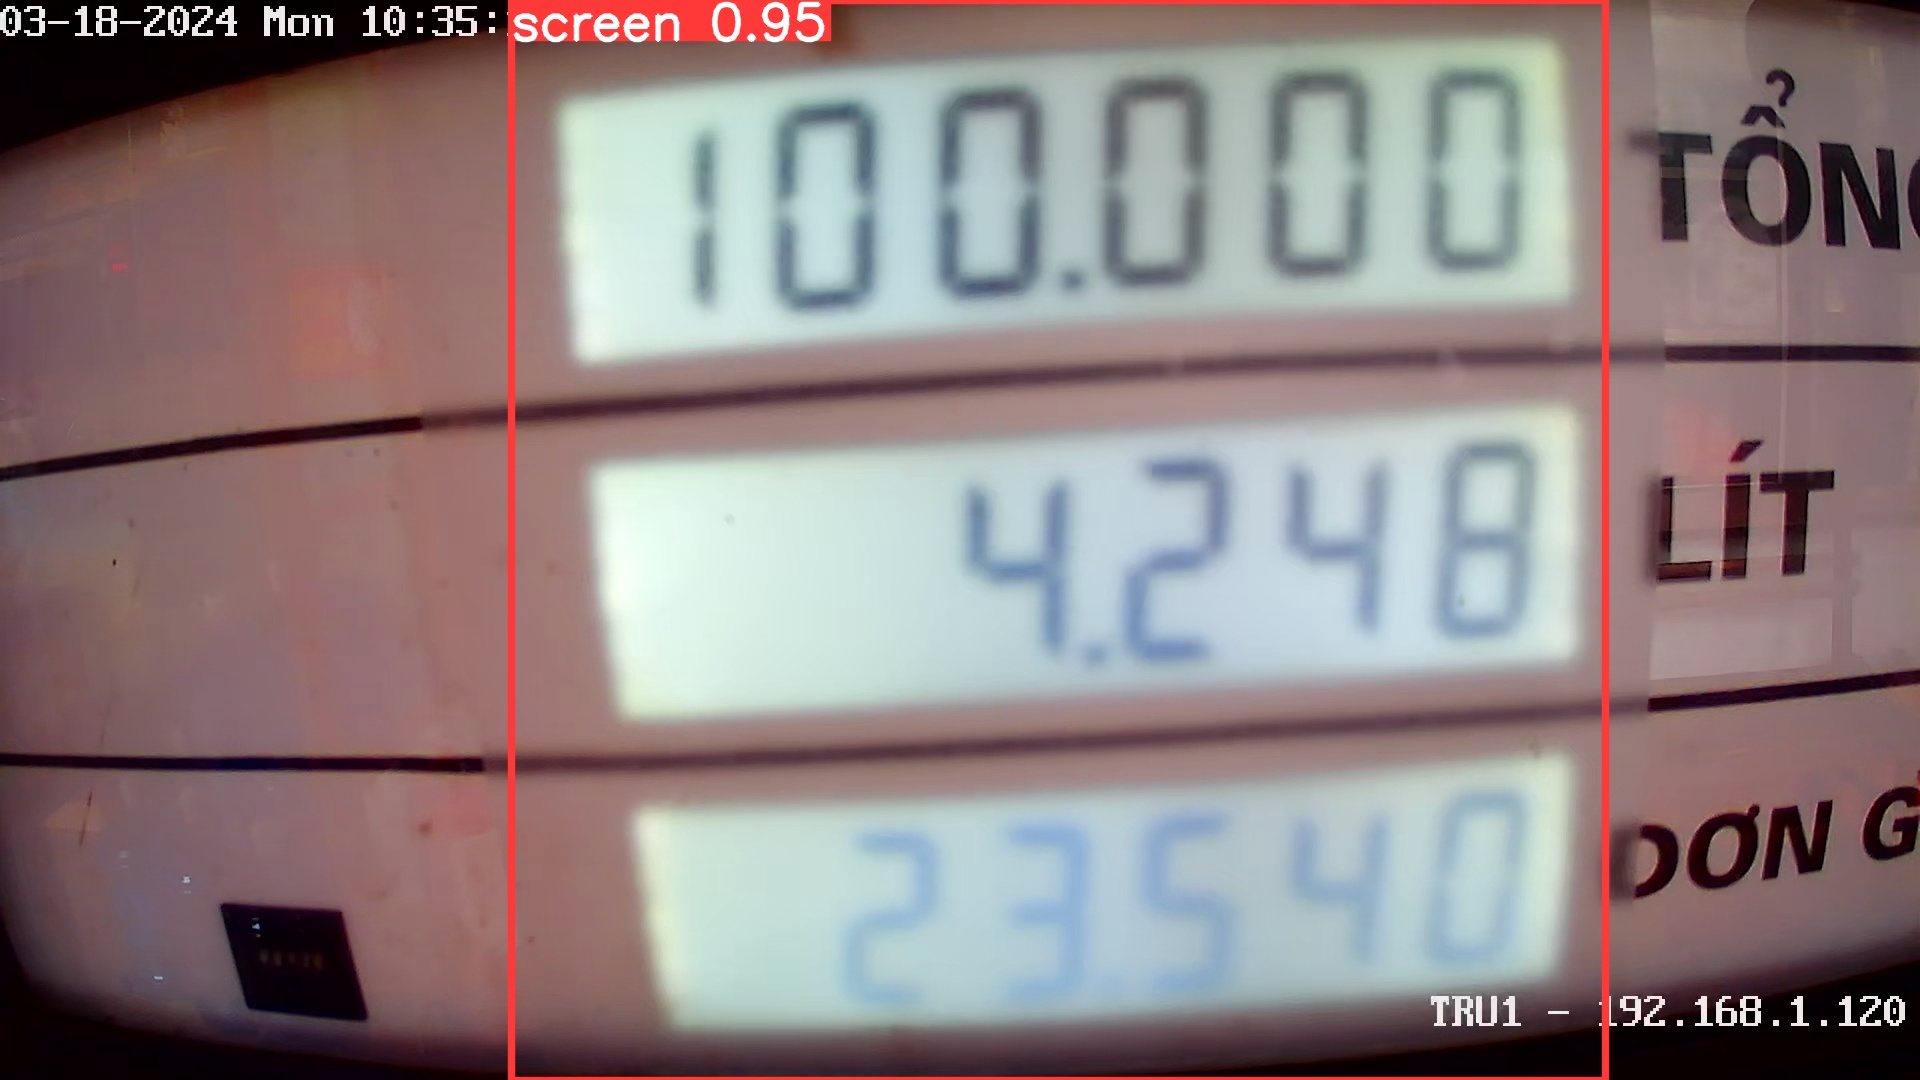 03-18-2024 Mon 10:35:
screen 0.95
100.000
TỔNG
4.248
LÍT
23.540
ĐƠN G
TRU1 - 192.168.1.120